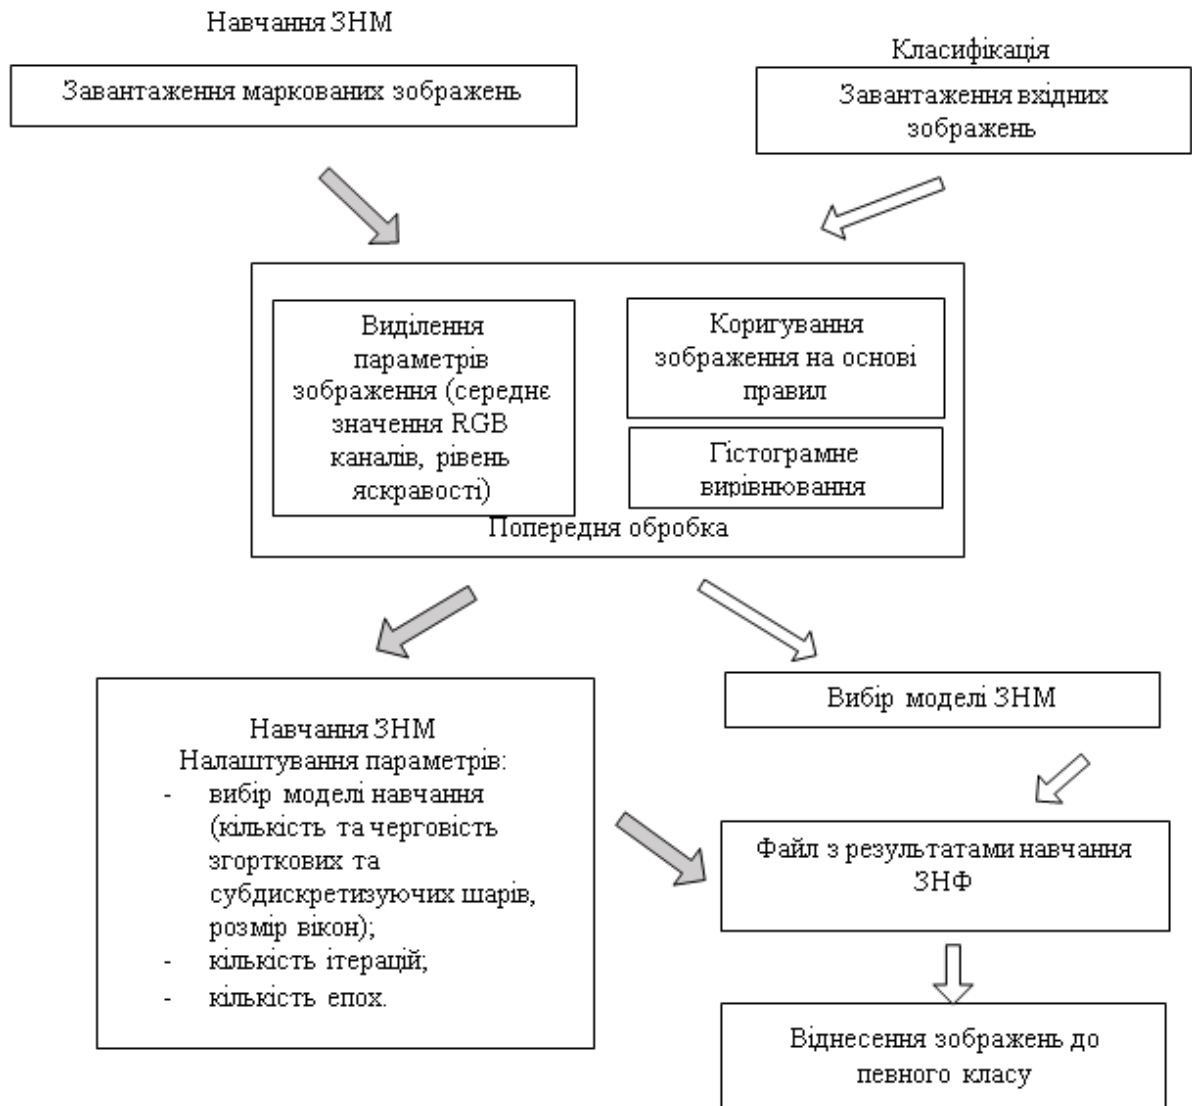 Навчання ЗНМ
Класифікація
Завантаження маркованих зображень
Завантаження вхідних
зображень
Виділення
параметрів
зображення (середнє
значення RGB
каналів, рівень
яскравості)
Коригування
зображення на основі
правил
Гістограмне
вирівнювання
Попередня обробка
Навчання ЗНМ
Налаштування параметрів:
- вибір моделі навчання
(кількість та черговість
згорткових та
субдискретизуючих шарів,
розмір вікон);
- кількість ітерацій;
- кількість епох.
Вибір моделі ЗНМ
Файл з результатами навчання
ЗНФ
Віднесення зображень до
певного класу